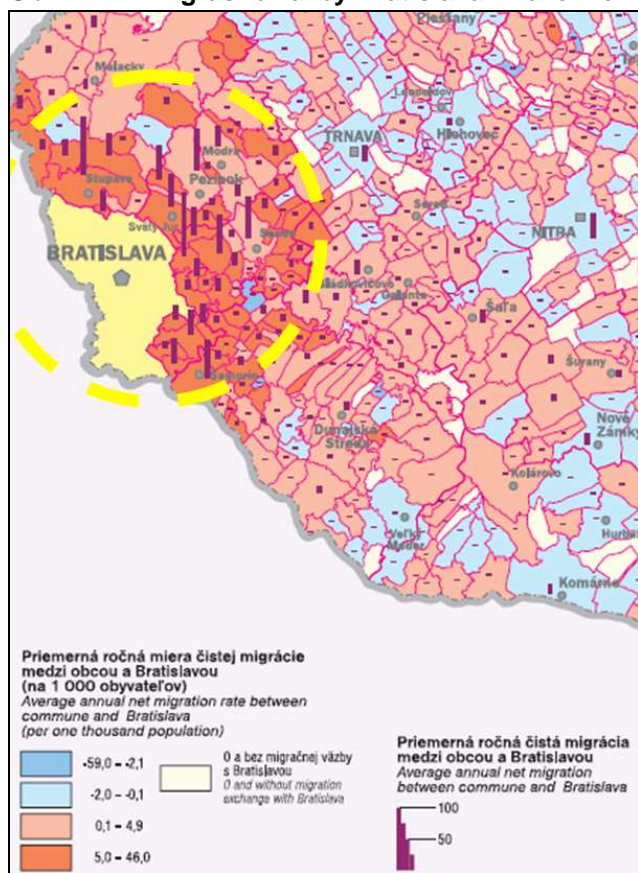 Piešťany
Malacky
Leopoldov
Hlohovec
TRNAVA
Modra
Pezinok
Stupava
Svätý Jur
Senec
Sereď
NITRA
BRATISLAVA
Sládkovičovo
Galanta
Šaľa
Šurany
Šamorín
Dunajská
Streda
Nové
Zámky
Kolárovo
Veľký
Meder
Hurban
Komárno
Priemerná ročná miera čistej migrácie
medzi obcou a Bratislavou
(na 1 000 obyvateľov)
Average annual net migration rate between
commune and Bratislava
(per one thousand population)
-59,0 – -2,1
-2,0 – -0,1
0,1 – 4,9
5,0 – 46,0
0 a bez migračnej väzby
s Bratislavou
0 and without migration
exchange with Bratislava
Priemerná ročná čistá migrácia
medzi obcou a Bratislavou
Average annual net migration
between commune and Bratislava
100
50